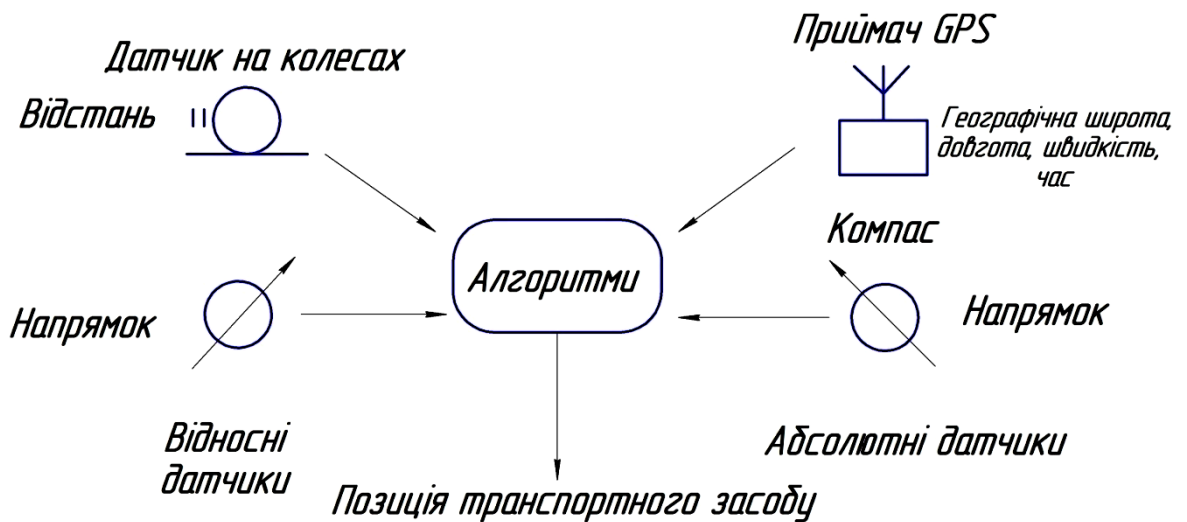 Приймач GPS
Датчик на колесах
Відстань
Географічна широта,
довгота, швидкість,
час
Компас
Алгоритми
Напрямок
Напрямок
Відносні
датчики
Абсолютні датчики
Позиція транспортного засобу